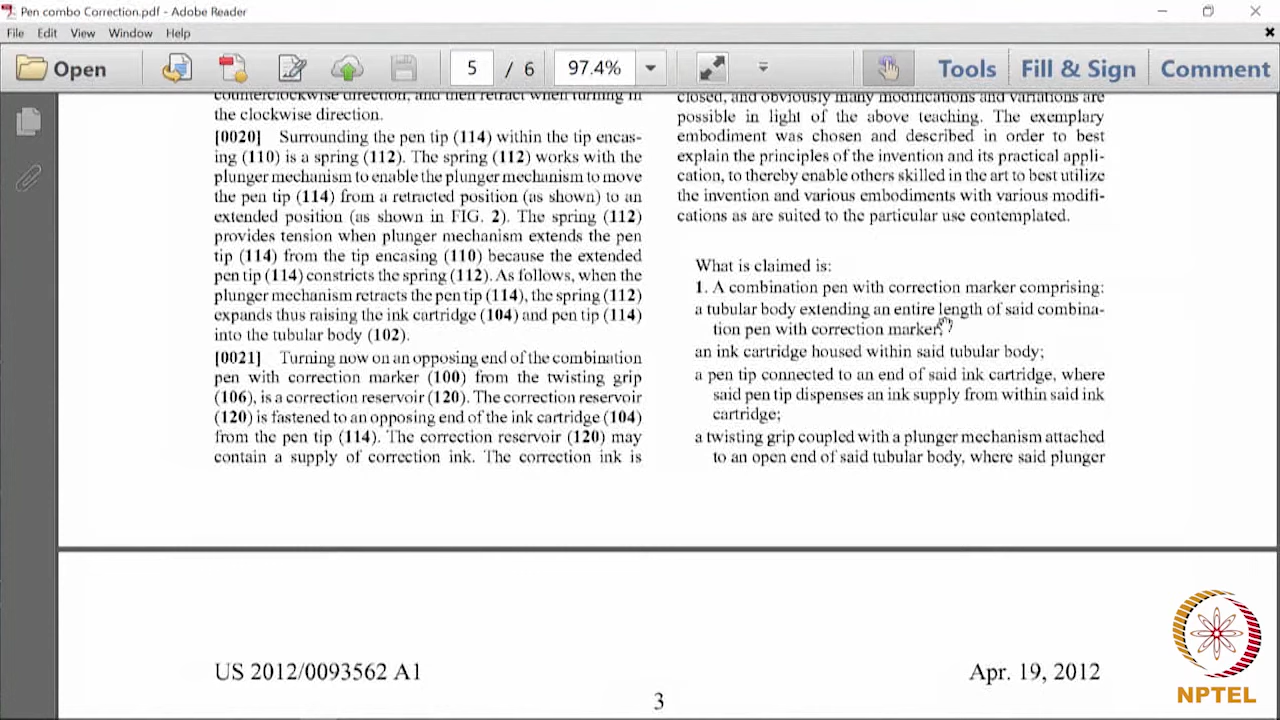 Pen combo Correction.pdf - Adobe Reader
File Edit View Window Help
Open 5 / 6 97.4% Tools Fill & Sign Comment
counterclockwise direction, and then retract when turning in
the clockwise direction.
[0020] Surrounding the pen tip (114) within the tip encas-
ing (110) is a spring (112). The spring (112) works with the
plunger mechanism to enable the plunger mechanism to move
the pen tip (114) from a retracted position (as shown) to an
extended position (as shown in FIG. 2). The spring (112)
provides tension when plunger mechanism extends the pen
tip (114) from the tip encasing (110) because the extended
pen tip (114) constricts the spring (112). As follows, when the
plunger mechanism retracts the pen tip (114), the spring (112)
expands thus raising the ink cartridge (104) and pen tip (114)
into the tubular body (102).
[0021] Turning now on an opposing end of the combination
pen with correction marker (100) from the twisting grip
(106), is a correction reservoir (120). The correction reservoir
(120) is fastened to an opposing end of the ink cartridge (104)
from the pen tip (114). The correction reservoir (120) may
contain a supply of correction ink. The correction ink is
closed, and obviously many modifications and variations are
possible in light of the above teaching. The exemplary
embodiment was chosen and described in order to best
explain the principles of the invention and its practical appli-
cation, to thereby enable others skilled in the art to best utilize
the invention and various embodiments with various modifi-
cations as are suited to the particular use contemplated.
What is claimed is:
1. A combination pen with correction marker comprising:
a tubular body extending an entire length of said combina-
tion pen with correction marker;
an ink cartridge housed within said tubular body;
a pen tip connected to an end of said ink cartridge, where
said pen tip dispenses an ink supply from within said ink
cartridge;
a twisting grip coupled with a plunger mechanism attached
to an open end of said tubular body, where said plunger
US 2012/0093562 A1
Apr. 19, 2012
3
NPTEL